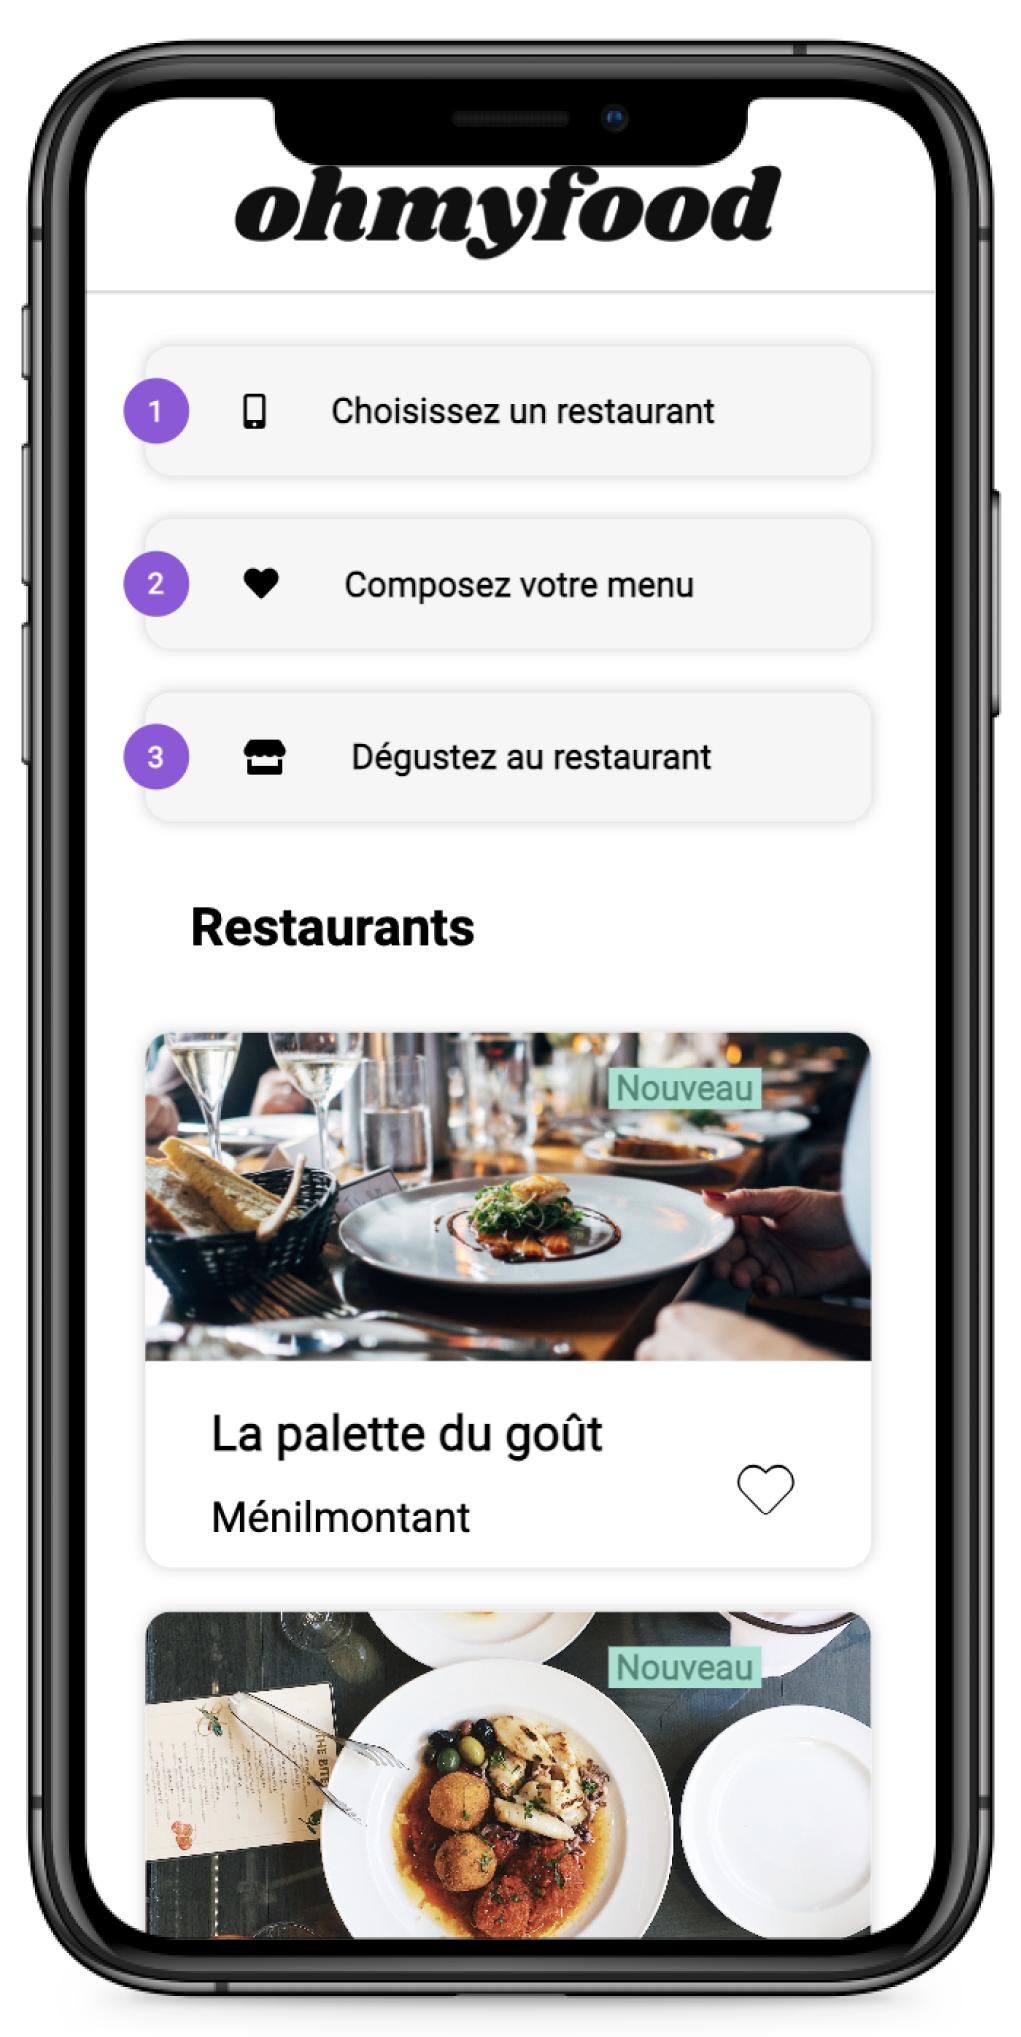 ohmyfood
1 Choisissez un restaurant
2 Composez votre menu
3 Dégustez au restaurant
Restaurants
Nouveau
La palette du goût
Ménilmontant
Nouveau